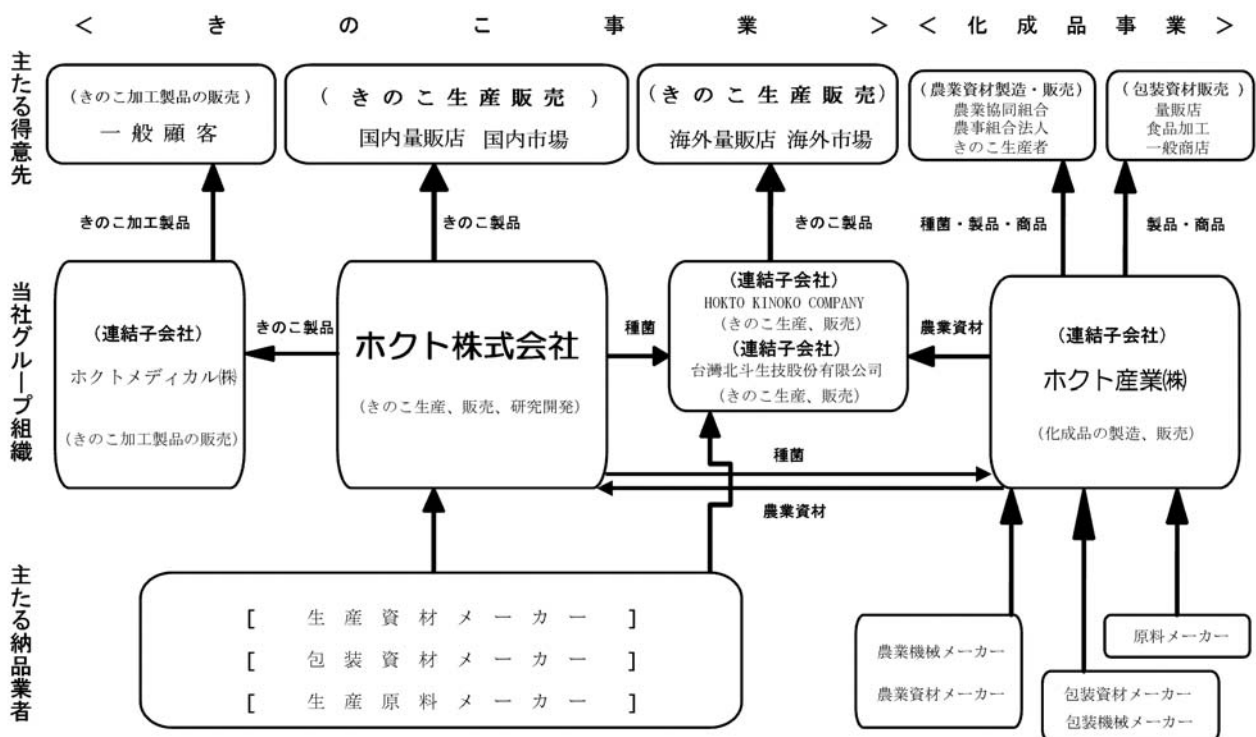 ＜ き の こ 事 業 ＞
＜ 化 成 品 事 業 ＞
主たる得意先
(きのこ加工製品の販売)
一 般 顧 客
( きのこ生産販売 )
国内量販店 国内市場
(きのこ生産販売)
海外量販店 海外市場
(農業資材製造・販売)
農業協同組合
農事組合法人
きのこ生産者
(包装資材販売)
量販店
食品加工
一般商店
きのこ加工製品
きのこ製品
きのこ製品
種菌・製品・商品
製品・商品
当社グループ組織
(連結子会社)
ホクトメディカル㈱
(きのこ加工製品の販売)
きのこ製品
ホクト株式会社
(きのこ生産、販売、研究開発)
種菌
(連結子会社)
HOKTO KINOKO COMPANY
(きのこ生産、販売)
(連結子会社)
台灣北斗生技股份有限公司
(きのこ生産、販売)
農業資材
(連結子会社)
ホクト産業㈱
(化成品の製造、販売)
種菌
農業資材
主たる納品業者
[ 生 産 資 材 メ ー カ ー ]
[ 包 装 資 材 メ ー カ ー ]
[ 生 産 原 料 メ ー カ ー ]
農業機械メーカー
農業資材メーカー
包装資材メーカー
包装機械メーカー
原料メーカー